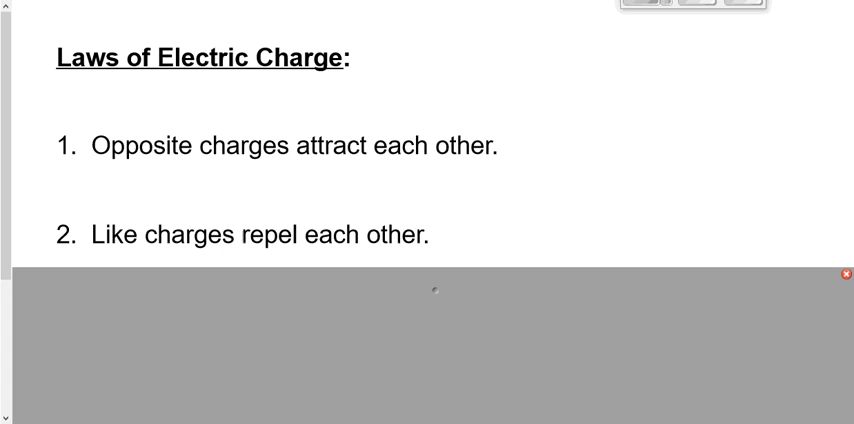 Laws of Electric Charge:
1. Opposite charges attract each other.
2. Like charges repel each other.